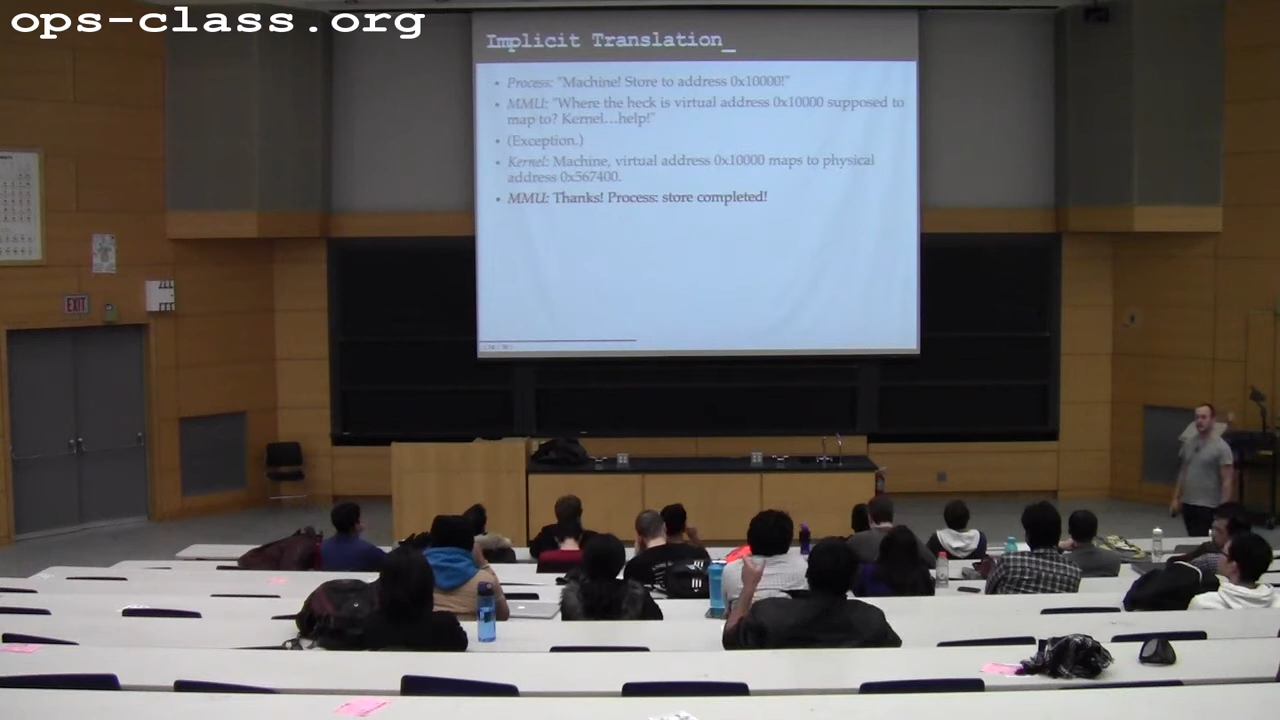 ops-class.org
Implicit Translation_
• Process: "Machine! Store to address 0x10000!"
• MMU: "Where the heck is virtual address 0x10000 supposed to
map to? Kernel...help!"
• (Exception.)
• Kernel: Machine, virtual address 0x10000 maps to physical
address 0x567400.
• MMU: Thanks! Process: store completed!
EXIT